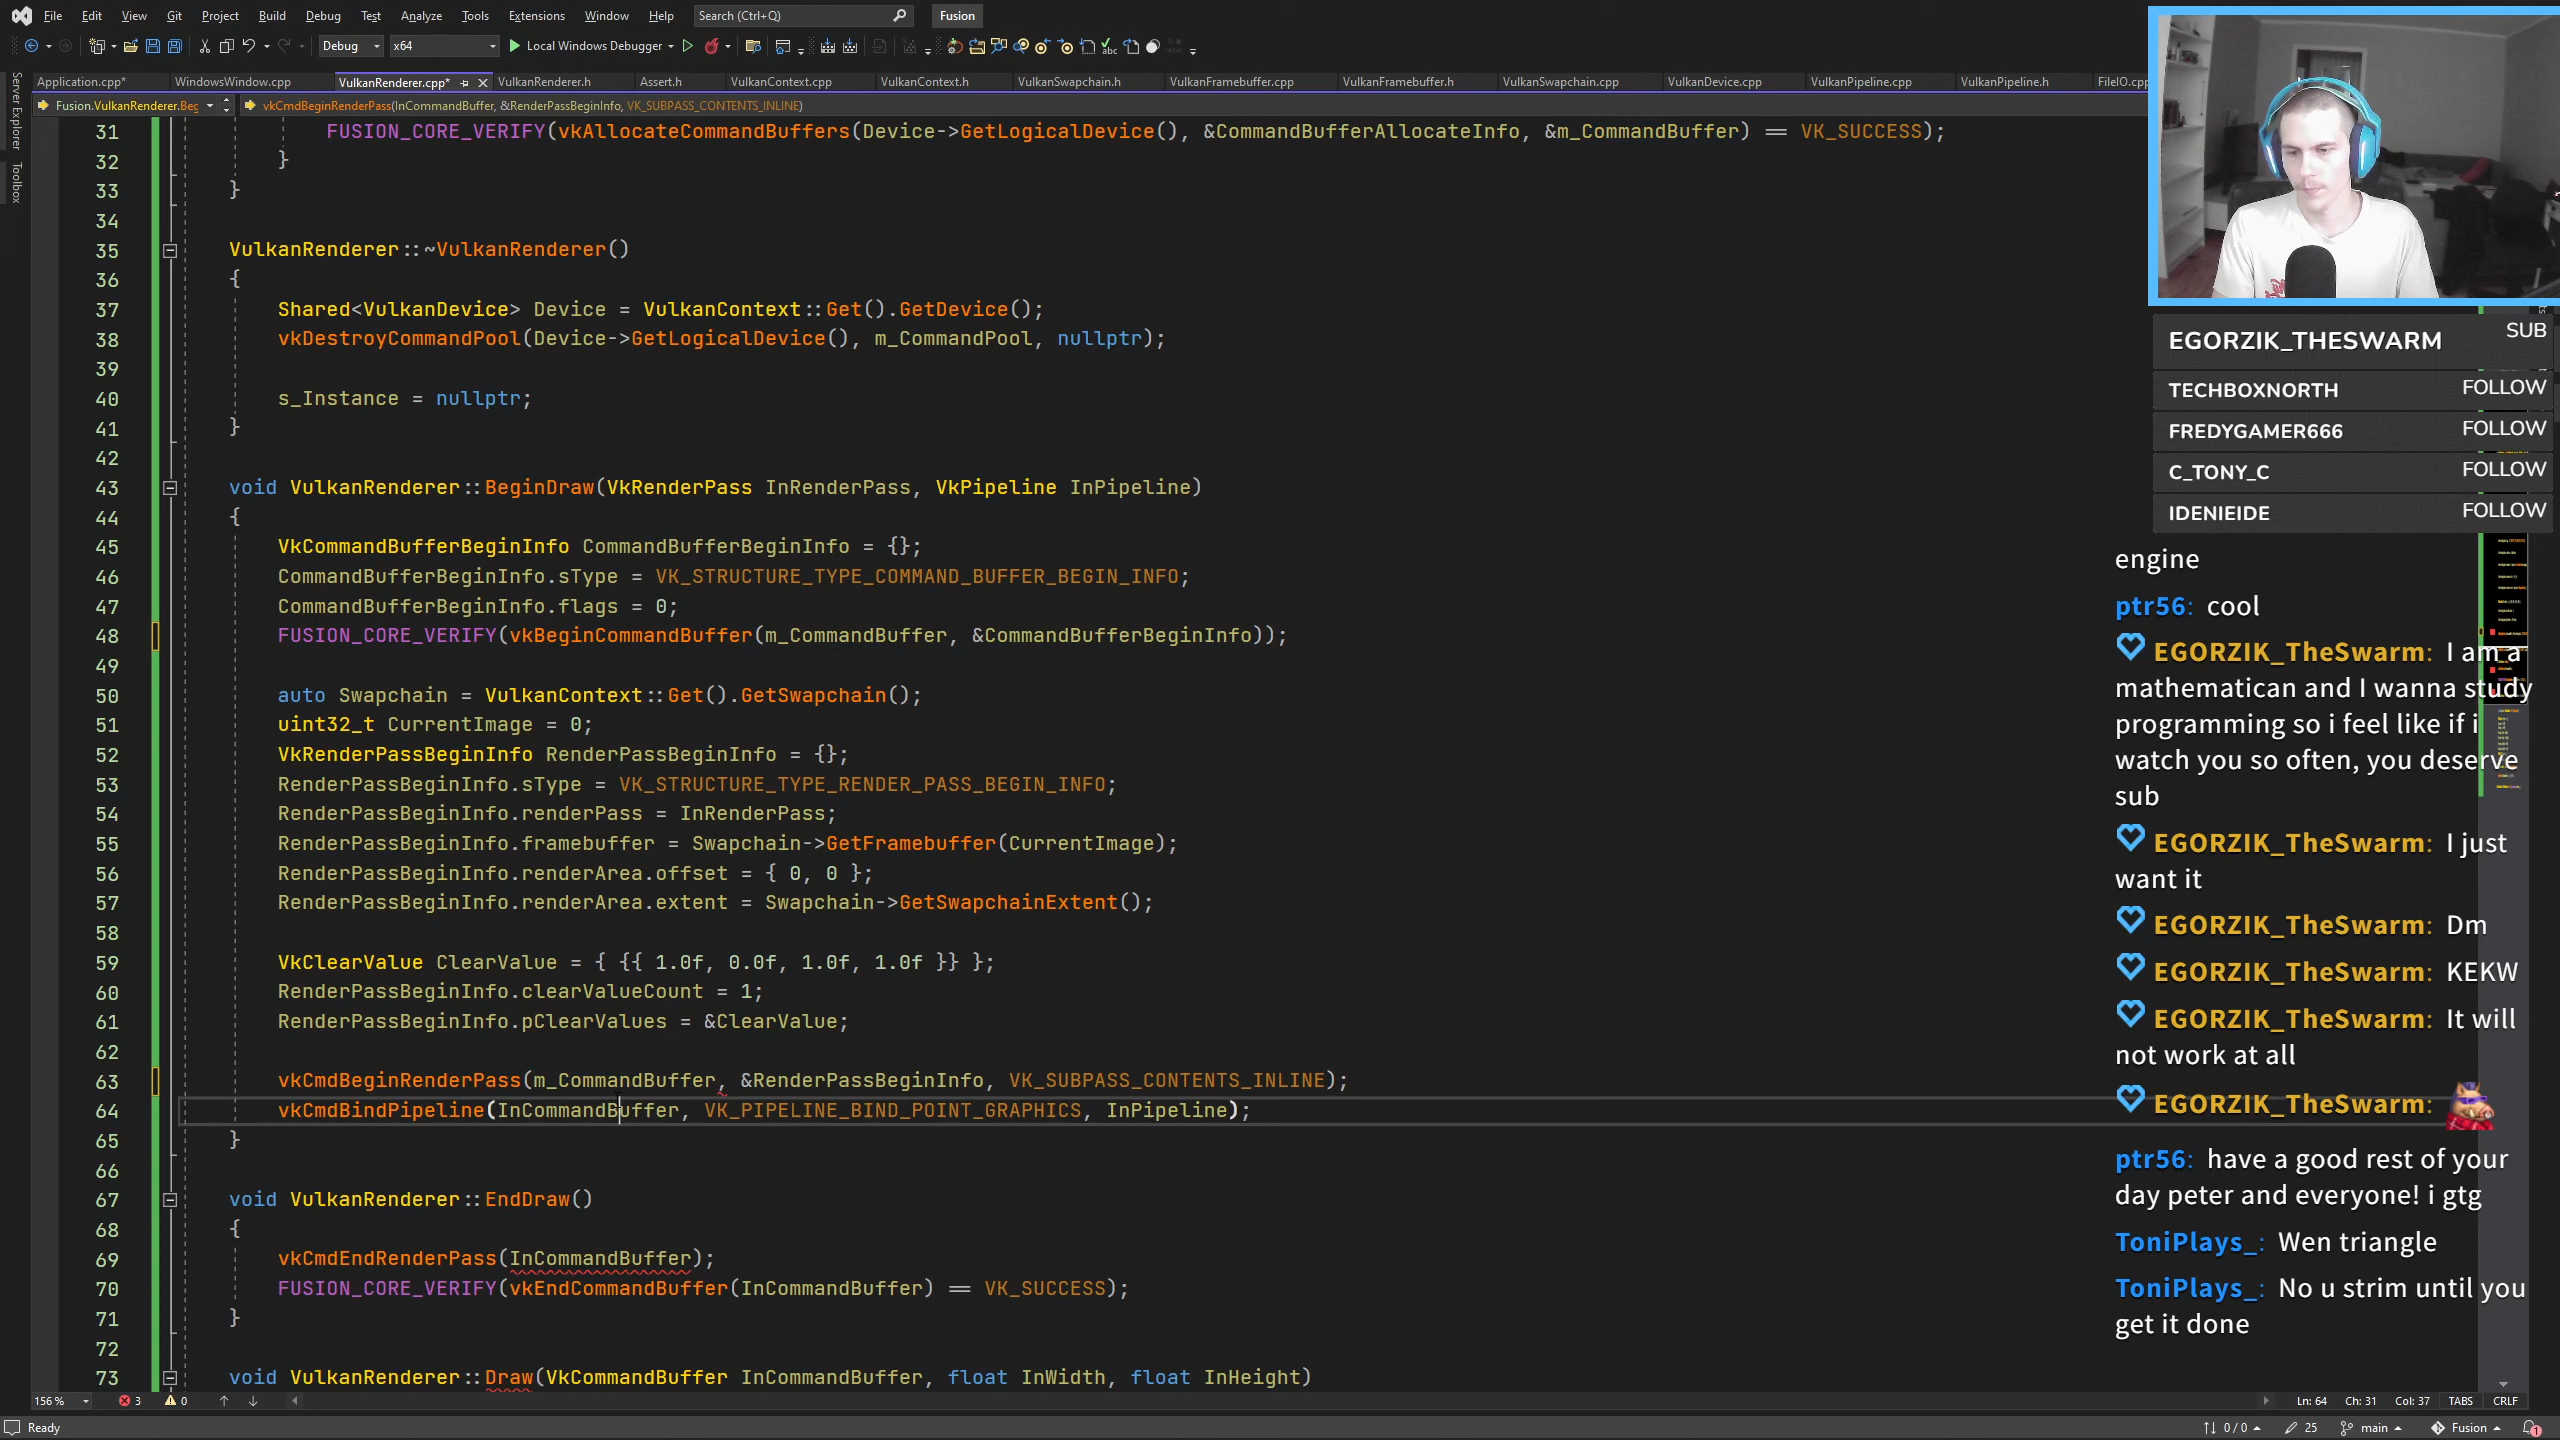 File Edit View Git Project Build Debug Test Analyze Tools Extensions Window Help Search (Ctrl+Q) Fusion
Debug x64 Local Windows Debugger
Application.cpp* WindowsWindow.cpp VulkanRenderer.cpp* VulkanRenderer.h Assert.h VulkanContext.cpp VulkanContext.h VulkanSwapchain.h VulkanFramebuffer.cpp VulkanFramebuffer.h VulkanSwapchain.cpp VulkanDevice.cpp VulkanPipeline.cpp VulkanPipeline.h FileIO.cpp
Fusion.VulkanRenderer.Beg vkCmdBeginRenderPass(InCommandBuffer, &RenderPassBeginInfo, VK_SUBPASS_CONTENTS_INLINE)
Server Explorer
Toolbox
31 FUSION_CORE_VERIFY(vkAllocateCommandBuffers(Device->GetLogicalDevice(), &CommandBufferAllocateInfo, &m_CommandBuffer) == VK_SUCCESS);
32 }
33 }
34
35 VulkanRenderer::~VulkanRenderer()
36 {
37 Shared<VulkanDevice> Device = VulkanContext::Get().GetDevice();
38 vkDestroyCommandPool(Device->GetLogicalDevice(), m_CommandPool, nullptr);
39
40 s_Instance = nullptr;
41 }
42
43 void VulkanRenderer::BeginDraw(VkRenderPass InRenderPass, VkPipeline InPipeline)
44 {
45 VkCommandBufferBeginInfo CommandBufferBeginInfo = {};
46 CommandBufferBeginInfo.sType = VK_STRUCTURE_TYPE_COMMAND_BUFFER_BEGIN_INFO;
47 CommandBufferBeginInfo.flags = 0;
48 FUSION_CORE_VERIFY(vkBeginCommandBuffer(m_CommandBuffer, &CommandBufferBeginInfo));
49
50 auto Swapchain = VulkanContext::Get().GetSwapchain();
51 uint32_t CurrentImage = 0;
52 VkRenderPassBeginInfo RenderPassBeginInfo = {};
53 RenderPassBeginInfo.sType = VK_STRUCTURE_TYPE_RENDER_PASS_BEGIN_INFO;
54 RenderPassBeginInfo.renderPass = InRenderPass;
55 RenderPassBeginInfo.framebuffer = Swapchain->GetFramebuffer(CurrentImage);
56 RenderPassBeginInfo.renderArea.offset = { 0, 0 };
57 RenderPassBeginInfo.renderArea.extent = Swapchain->GetSwapchainExtent();
58
59 VkClearValue ClearValue = { {{ 1.0f, 0.0f, 1.0f, 1.0f }} };
60 RenderPassBeginInfo.clearValueCount = 1;
61 RenderPassBeginInfo.pClearValues = &ClearValue;
62
63 vkCmdBeginRenderPass(m_CommandBuffer, &RenderPassBeginInfo, VK_SUBPASS_CONTENTS_INLINE);
64 vkCmdBindPipeline(InCommandBuffer, VK_PIPELINE_BIND_POINT_GRAPHICS, InPipeline);
65 }
66
67 void VulkanRenderer::EndDraw()
68 {
69 vkCmdEndRenderPass(InCommandBuffer);
70 FUSION_CORE_VERIFY(vkEndCommandBuffer(InCommandBuffer) == VK_SUCCESS);
71 }
72
73 void VulkanRenderer::Draw(VkCommandBuffer InCommandBuffer, float InWidth, float InHeight)
EGORZIK_THESWARM SUB
TECHBOXNORTH FOLLOW
FREDYGAMER666 FOLLOW
C_TONY_C FOLLOW
IDENIEIDE FOLLOW
engine
ptr56: cool
EGORZIK_TheSwarm: I am a
mathematican and I wanna study
programming so i feel like if i
watch you so often, you deserve
sub
EGORZIK_TheSwarm: I just
want it
EGORZIK_TheSwarm: Dm
EGORZIK_TheSwarm: KEKW
EGORZIK_TheSwarm: It will
not work at all
EGORZIK_TheSwarm:
ptr56: have a good rest of your
day peter and everyone! i gtg
ToniPlays_: Wen triangle
ToniPlays_: No u strim until you
get it done
156 % 3 0 Ln: 64 Ch: 31 Col: 37 TABS CRLF
Ready 0 / 0 25 main Fusion 1